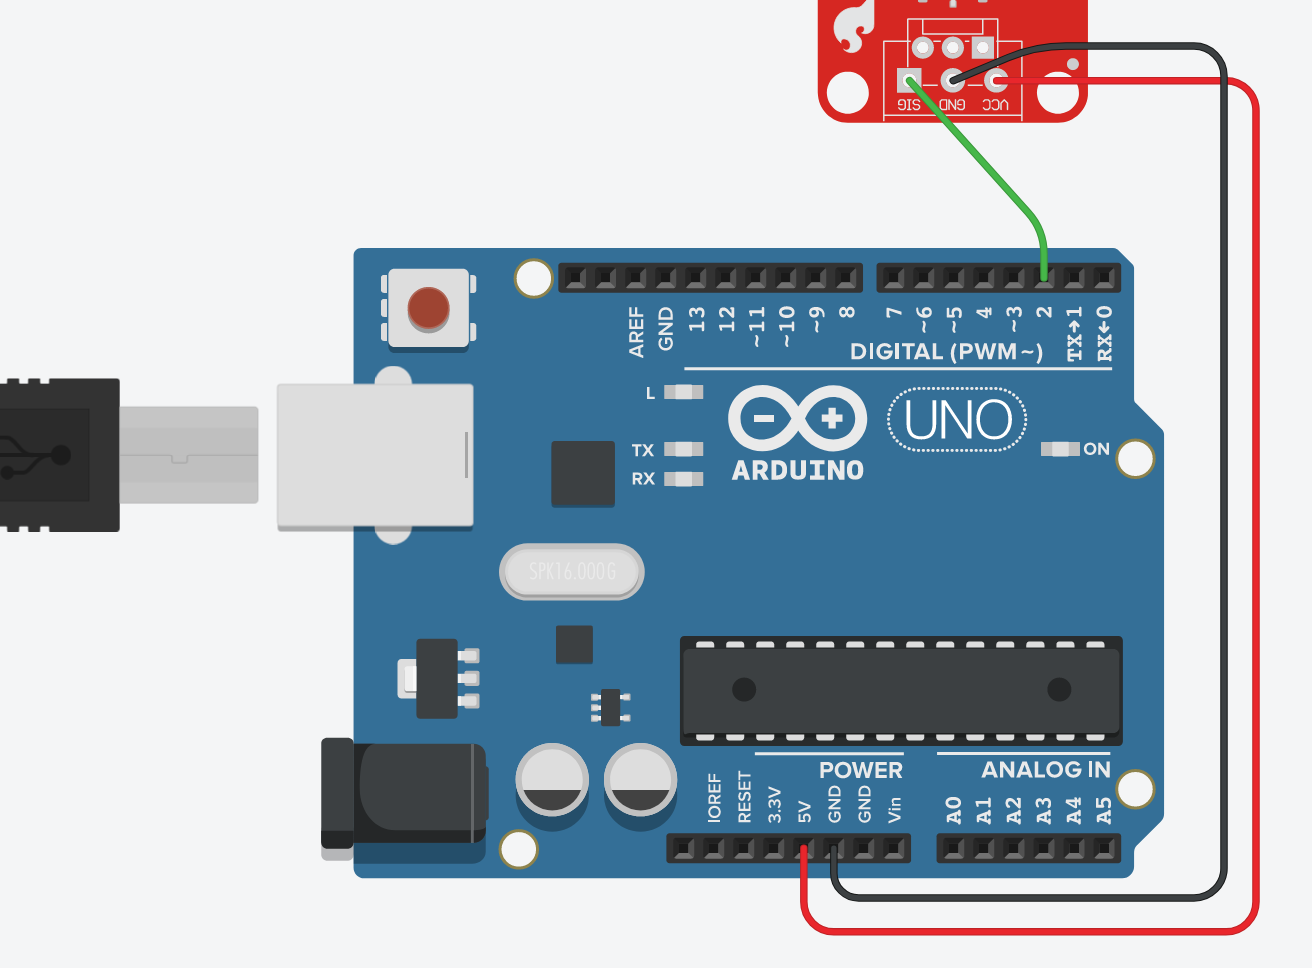 SIG GND VCC
AREF GND 13 12 ~11 ~10 ~9 8 7 ~6 ~5 4 ~3 2 TX→1 RX←0
DIGITAL (PWM~)
L
TX
RX
ARDUINO
UNO
ON
SPK16.000G
POWER
ANALOG IN
IOREF RESET 3.3V 5V GND GND Vin A0 A1 A2 A3 A4 A5